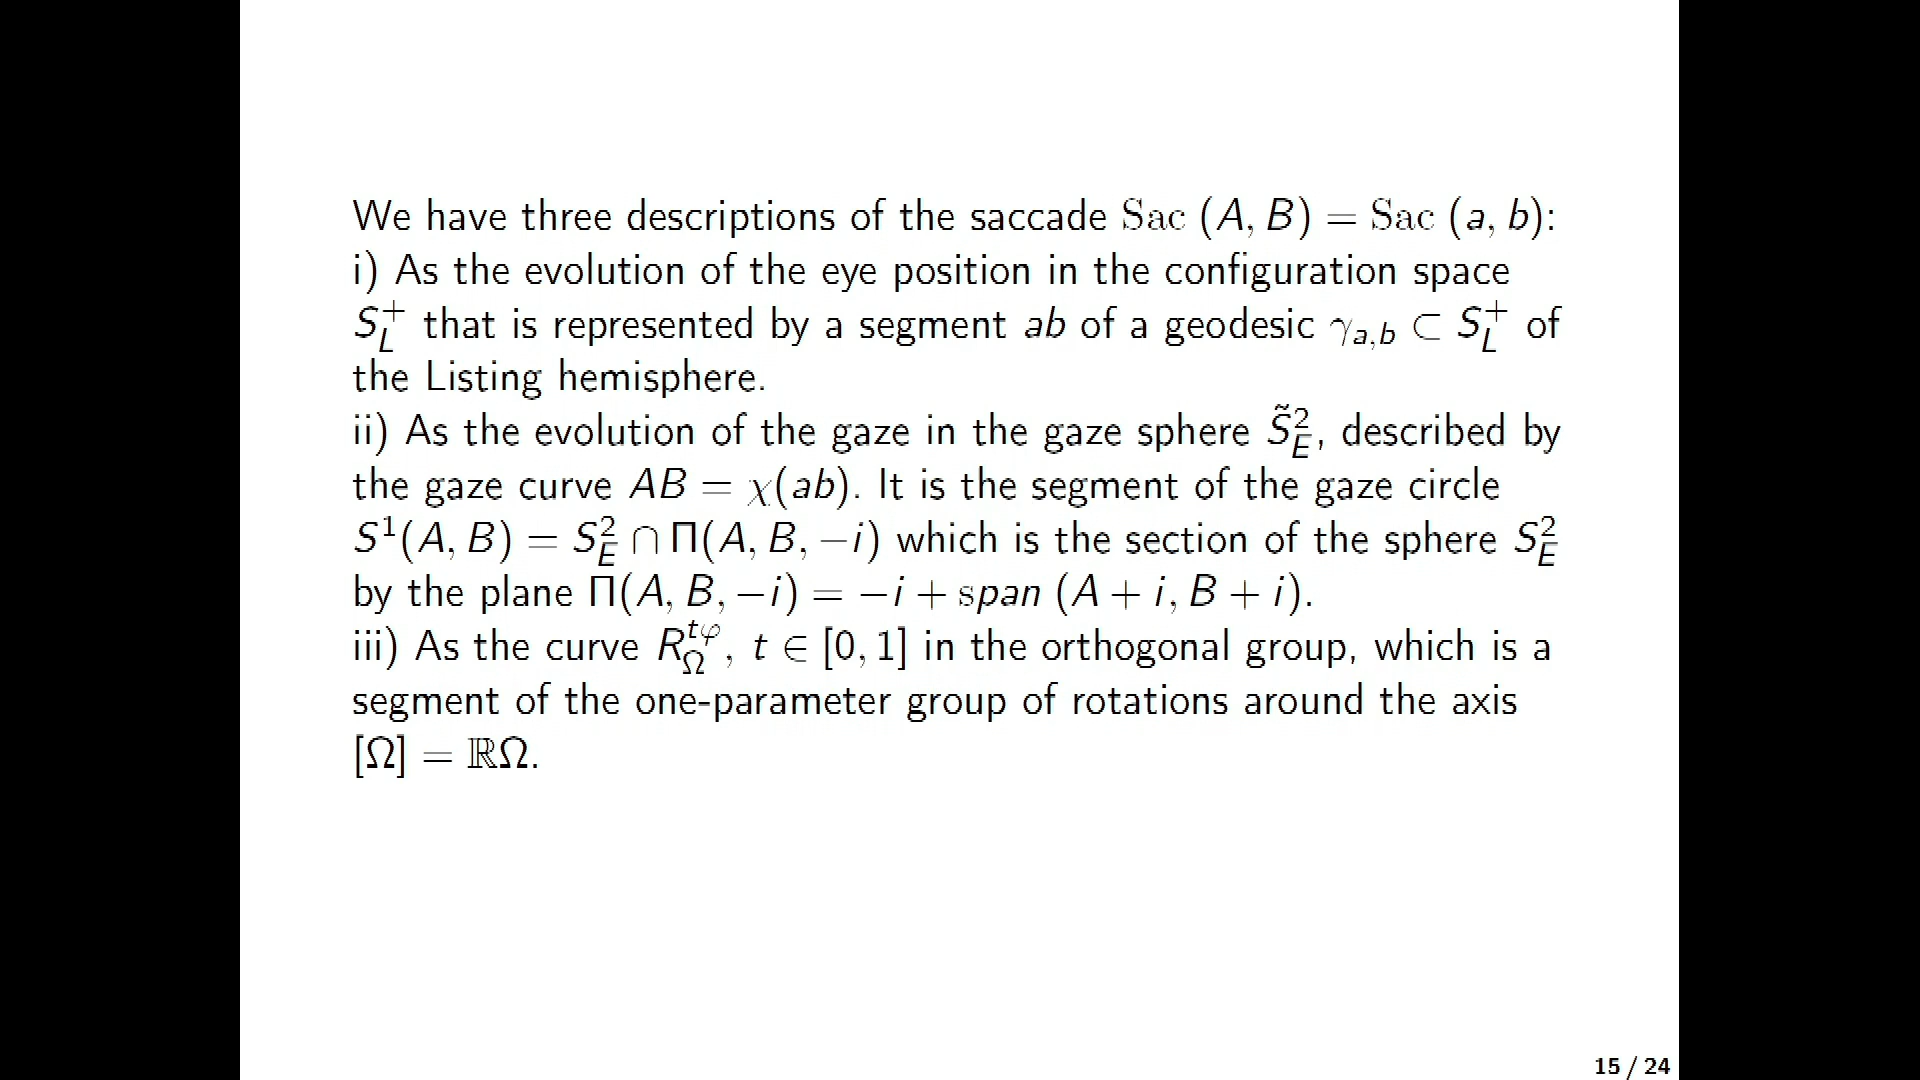 We have three descriptions of the saccade Sac (A, B) = Sac (a, b):
i) As the evolution of the eye position in the configuration space
S_L^+ that is represented by a segment ab of a geodesic γ_{a,b} ⊂ S_L^+ of
the Listing hemisphere.
ii) As the evolution of the gaze in the gaze sphere S̃_E^2, described by
the gaze curve AB = χ(ab). It is the segment of the gaze circle
S^1(A, B) = S_E^2 ∩ Π(A, B, −i) which is the section of the sphere S_E^2
by the plane Π(A, B, −i) = −i + span (A + i, B + i).
iii) As the curve R_Ω^{tφ}, t ∈ [0, 1] in the orthogonal group, which is a
segment of the one-parameter group of rotations around the axis
[Ω] = ℝΩ.
15 / 24